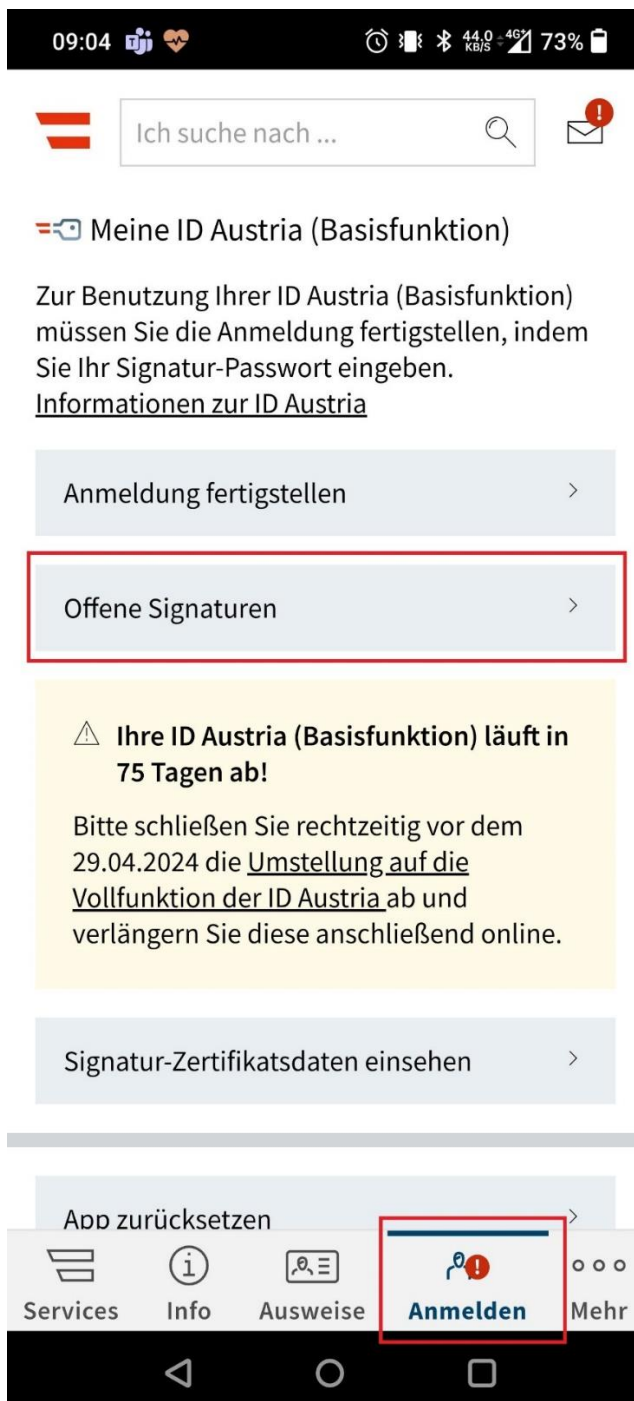 09:04 44.0 KB/S 4G+ 73%
Ich suche nach ...
Meine ID Austria (Basisfunktion)
Zur Benutzung Ihrer ID Austria (Basisfunktion)
müssen Sie die Anmeldung fertigstellen, indem
Sie Ihr Signatur-Passwort eingeben.
Informationen zur ID Austria
Anmeldung fertigstellen
Offene Signaturen
Ihre ID Austria (Basisfunktion) läuft in
75 Tagen ab!
Bitte schließen Sie rechtzeitig vor dem
29.04.2024 die Umstellung auf die
Vollfunktion der ID Austria ab und
verlängern Sie diese anschließend online.
Signatur-Zertifikatsdaten einsehen
App zurücksetzen
Services Info Ausweise Anmelden Mehr